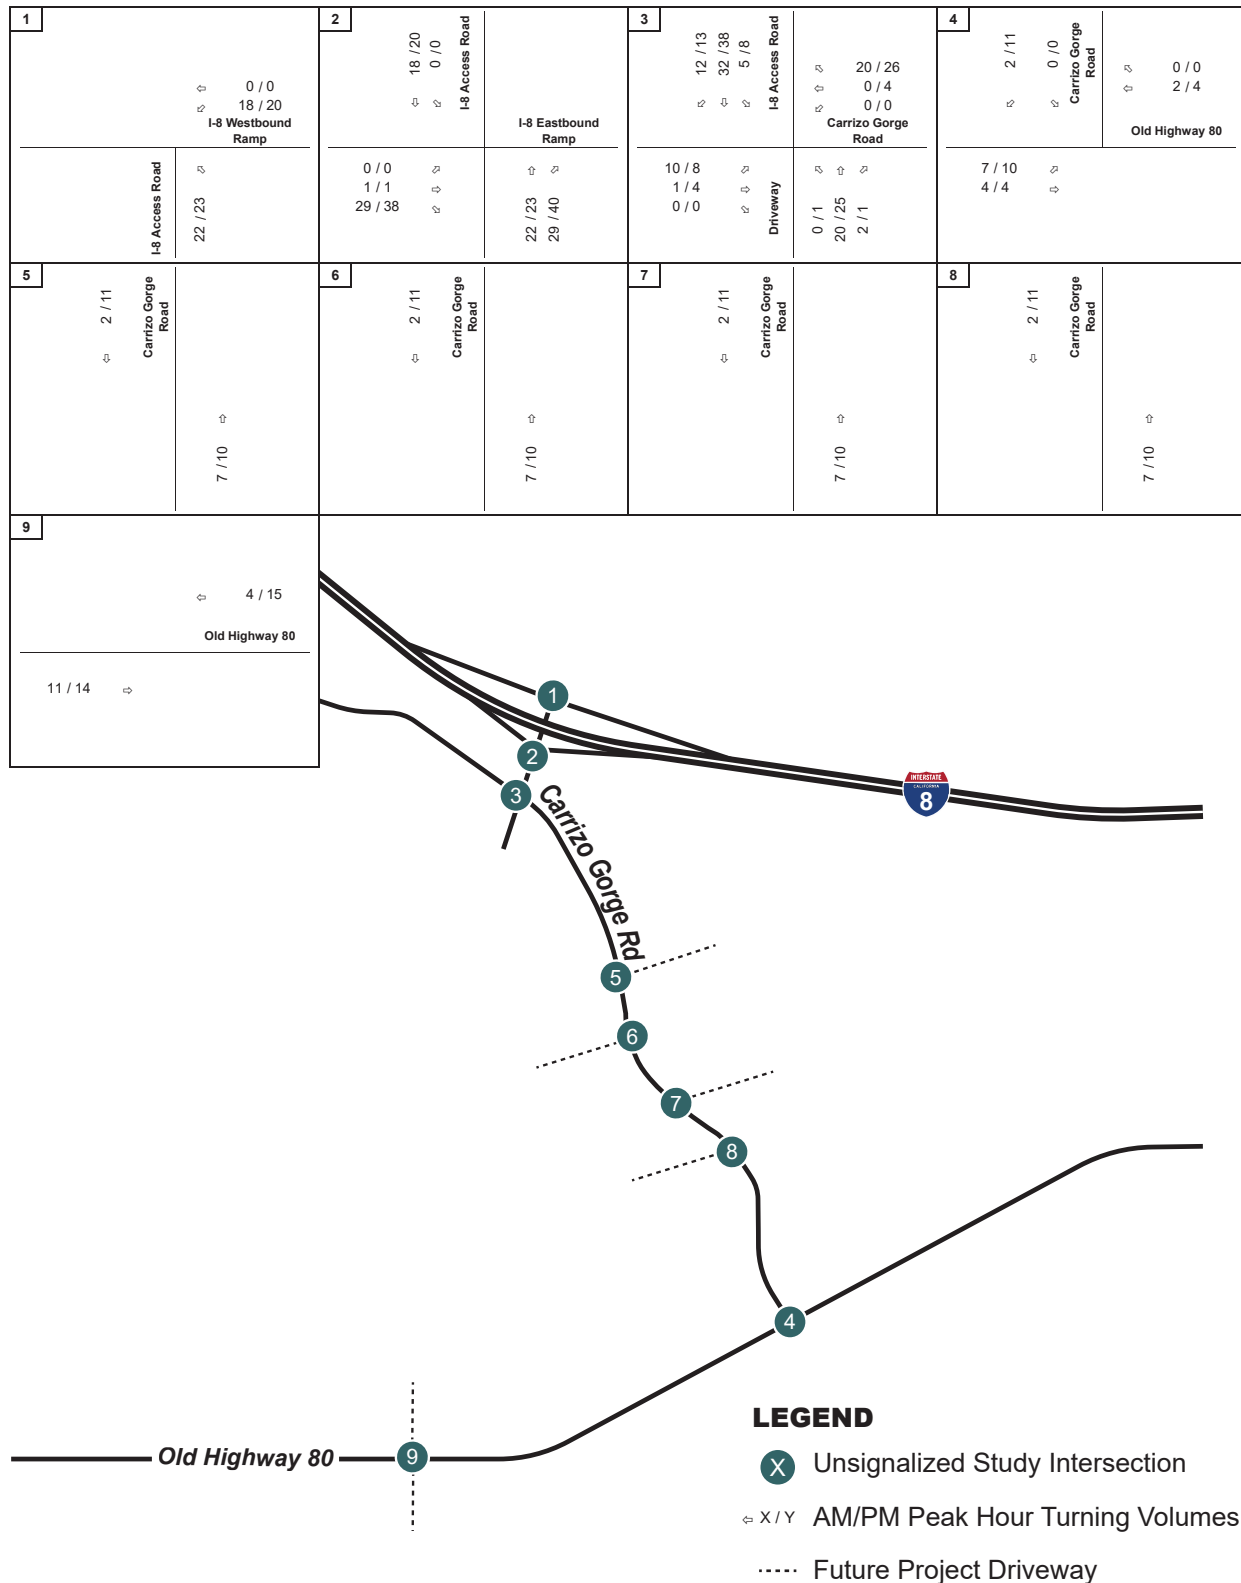 1
0 / 0
18 / 20
I-8 Westbound
Ramp
I-8 Access Road
22 / 23
2
18 / 20
0 / 0
I-8 Access Road
I-8 Eastbound
Ramp
0 / 0
1 / 1
29 / 38
22 / 23
29 / 40
3
12 / 13
32 / 38
5 / 8
I-8 Access Road
20 / 26
0 / 4
0 / 0
Carrizo Gorge
Road
10 / 8
1 / 4
0 / 0
Driveway
0 / 1
20 / 25
2 / 1
4
2 / 11
0 / 0
Carrizo Gorge
Road
0 / 0
2 / 4
Old Highway 80
7 / 10
4 / 4
5
2 / 11
Carrizo Gorge
Road
7 / 10
6
2 / 11
Carrizo Gorge
Road
7 / 10
7
2 / 11
Carrizo Gorge
Road
7 / 10
8
2 / 11
Carrizo Gorge
Road
7 / 10
9
4 / 15
Old Highway 80
11 / 14
1
2
3
INTERSTATE
CALIFORNIA
8
Carrizo Gorge Rd
5
6
7
8
4
Old Highway 80
9
LEGEND
X Unsignalized Study Intersection
X / Y AM/PM Peak Hour Turning Volumes
Future Project Driveway